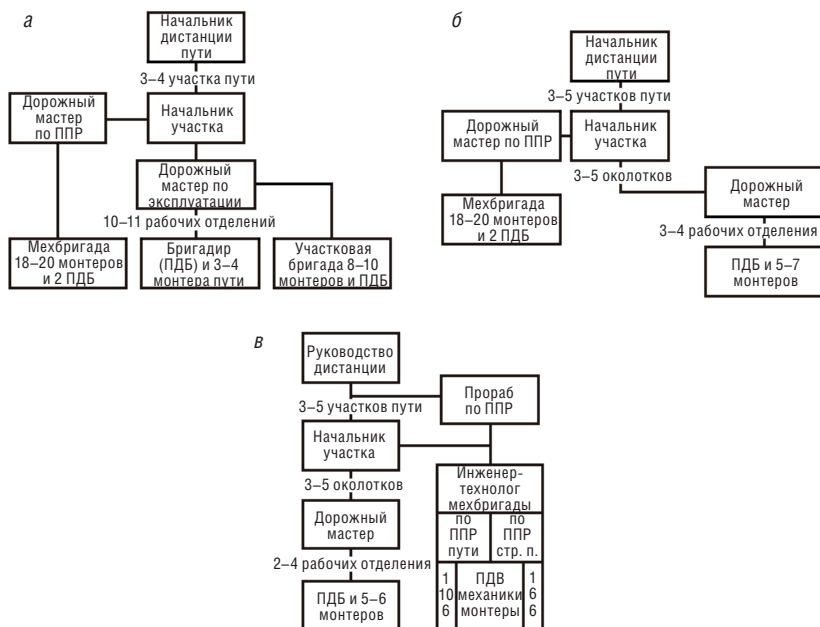 а
Начальник
дистанции
пути
3–4 участка пути
Дорожный
мастер
по ППР
Начальник
участка
Дорожный
мастер по
эксплуатации
10–11 рабочих отделений
Мехбригада
18–20 монтеров
и 2 ПДБ
Бригадир
(ПДБ) и 3–4
монтера пути
Участковая
бригада 8–10
монтеров и ПДБ
б
Начальник
дистанции
пути
3–5 участков пути
Дорожный
мастер по ППР
Начальник
участка
3–5 околотков
Мехбригада
18–20 монтеров
и 2 ПДБ
Дорожный
мастер
3–4 рабочих отделения
ПДБ и 5–7
монтеров
в
Руководство
дистанции
Прораб
по ППР
3–5 участков пути
Начальник
участка
3–5 околотков
Дорожный
мастер
2–4 рабочих отделения
ПДБ и 5–6
монтеров
Инженер-
технолог
мехбригады
по
ППР
пути
по
ППР
стр. п.
1
10
6
ПДВ
механики
монтеры
1
6
6